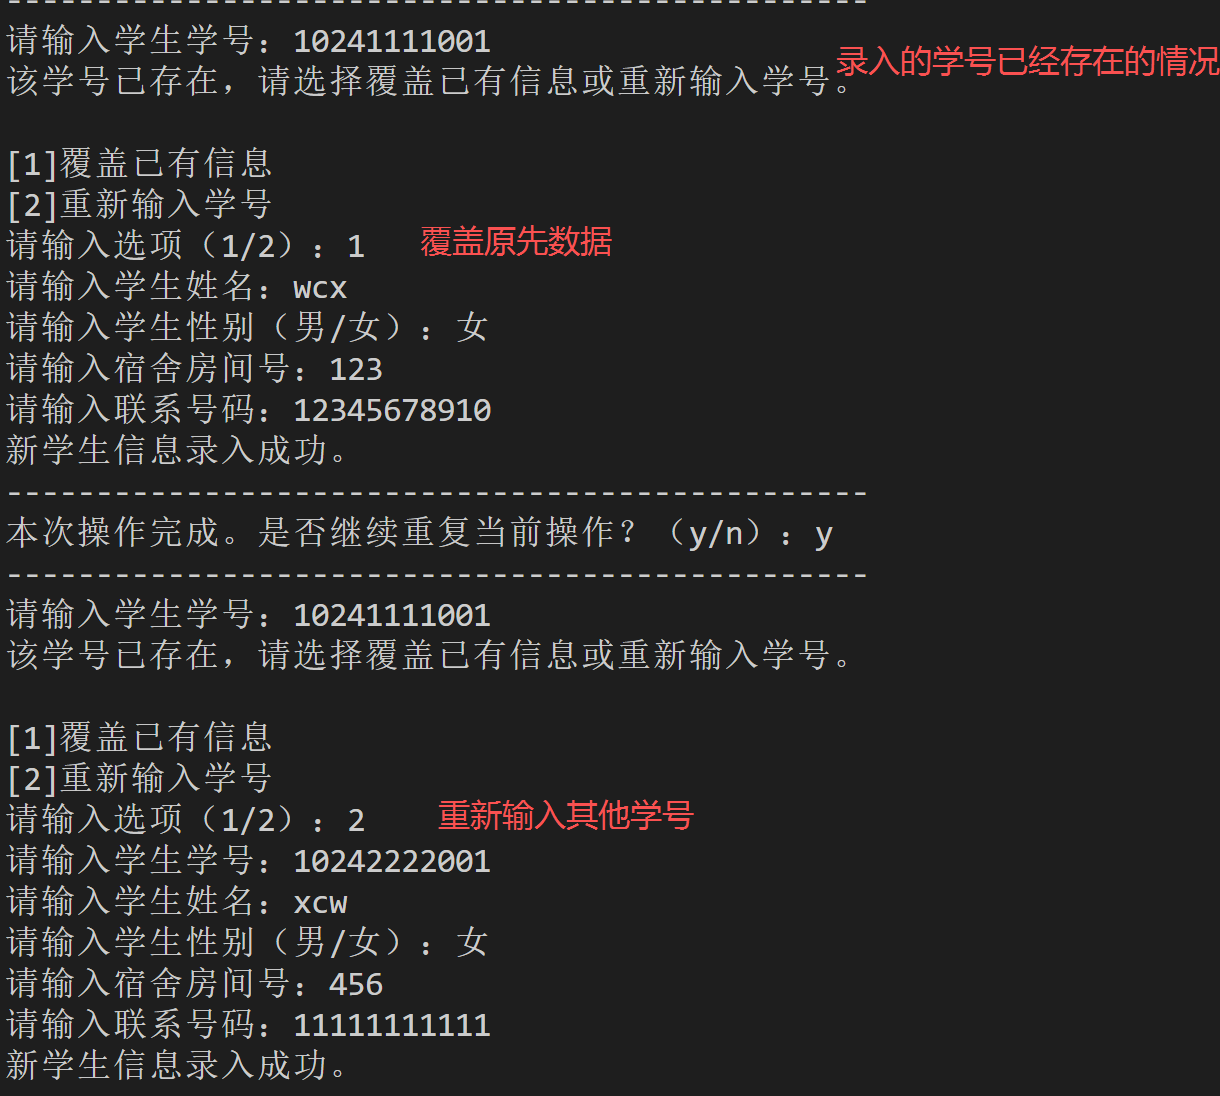 ------------------------------------------------
请输入学生学号：10241111001
该学号已存在，请选择覆盖已有信息或重新输入学号。
录入的学号已经存在的情况
[1]覆盖已有信息
[2]重新输入学号
请输入选项（1/2）：1
覆盖原先数据
请输入学生姓名：wcx
请输入学生性别（男/女）：女
请输入宿舍房间号：123
请输入联系号码：12345678910
新学生信息录入成功。
------------------------------------------------
本次操作完成。是否继续重复当前操作？（y/n）：y
------------------------------------------------
请输入学生学号：10241111001
该学号已存在，请选择覆盖已有信息或重新输入学号。
[1]覆盖已有信息
[2]重新输入学号
请输入选项（1/2）：2
重新输入其他学号
请输入学生学号：10242222001
请输入学生姓名：xcw
请输入学生性别（男/女）：女
请输入宿舍房间号：456
请输入联系号码：11111111111
新学生信息录入成功。